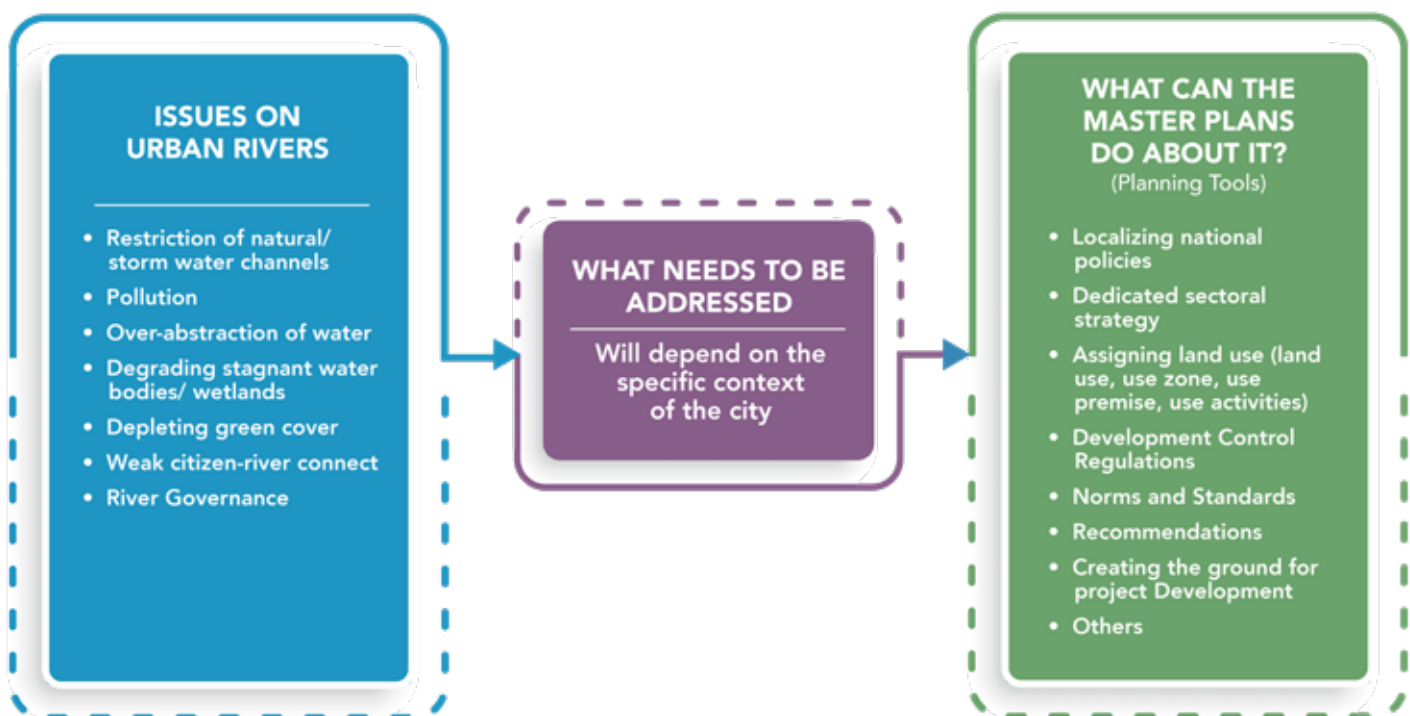 ISSUES ON
URBAN RIVERS
• Restriction of natural/
storm water channels
• Pollution
• Over-abstraction of water
• Degrading stagnant water
bodies/ wetlands
• Depleting green cover
• Weak citizen-river connect
• River Governance
WHAT NEEDS TO BE
ADDRESSED
Will depend on the
specific context
of the city
WHAT CAN THE
MASTER PLANS
DO ABOUT IT?
(Planning Tools)
• Localizing national
policies
• Dedicated sectoral
strategy
• Assigning land use (land
use, use zone, use
premise, use activities)
• Development Control
Regulations
• Norms and Standards
• Recommendations
• Creating the ground for
project Development
• Others